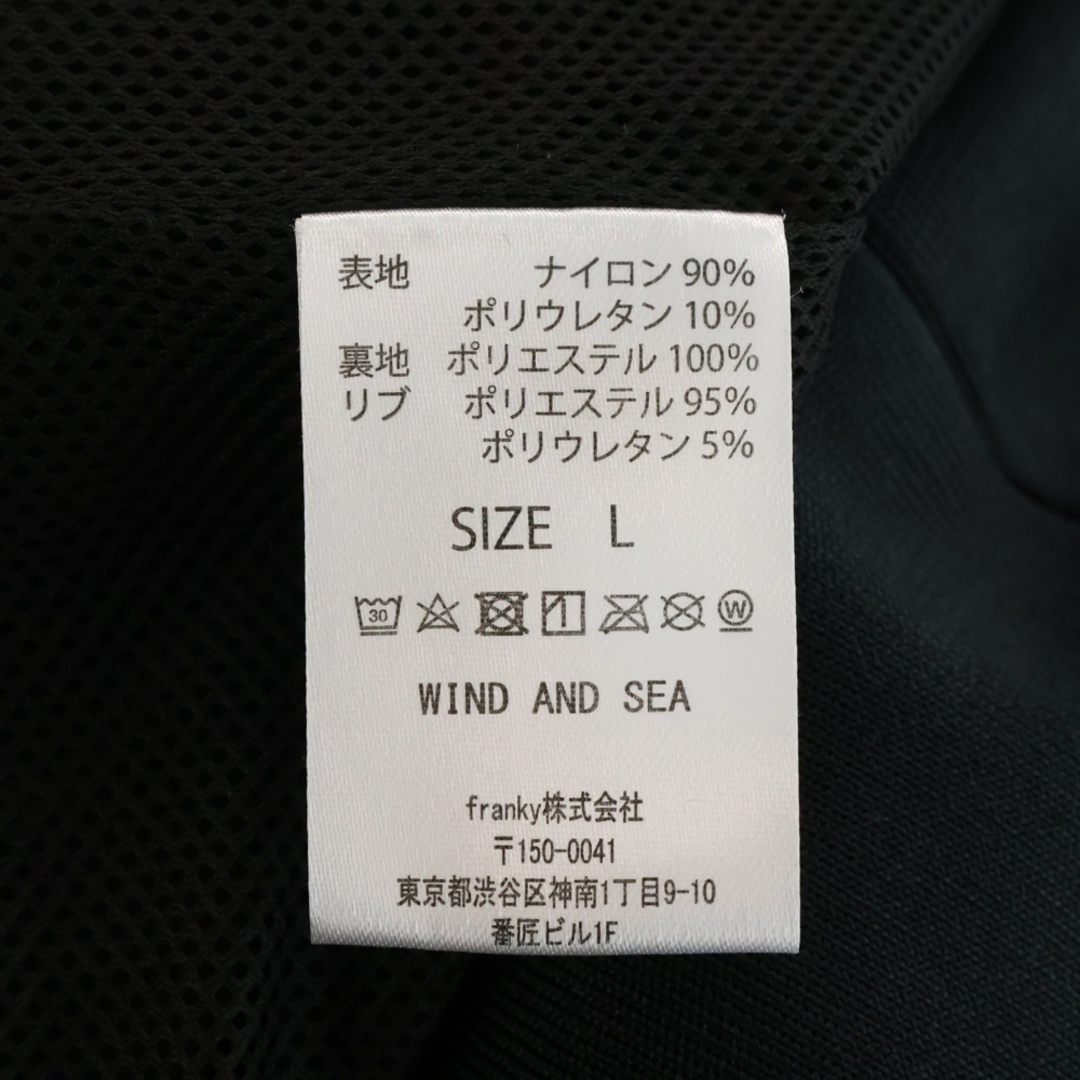 表地 ナイロン 90%
ポリウレタン 10%
裏地 ポリエステル 100%
リブ ポリエステル 95%
ポリウレタン 5%
SIZE L
30 W
WIND AND SEA
franky株式会社
〒150-0041
東京都渋谷区神南1丁目9-10
番匠ビル1F